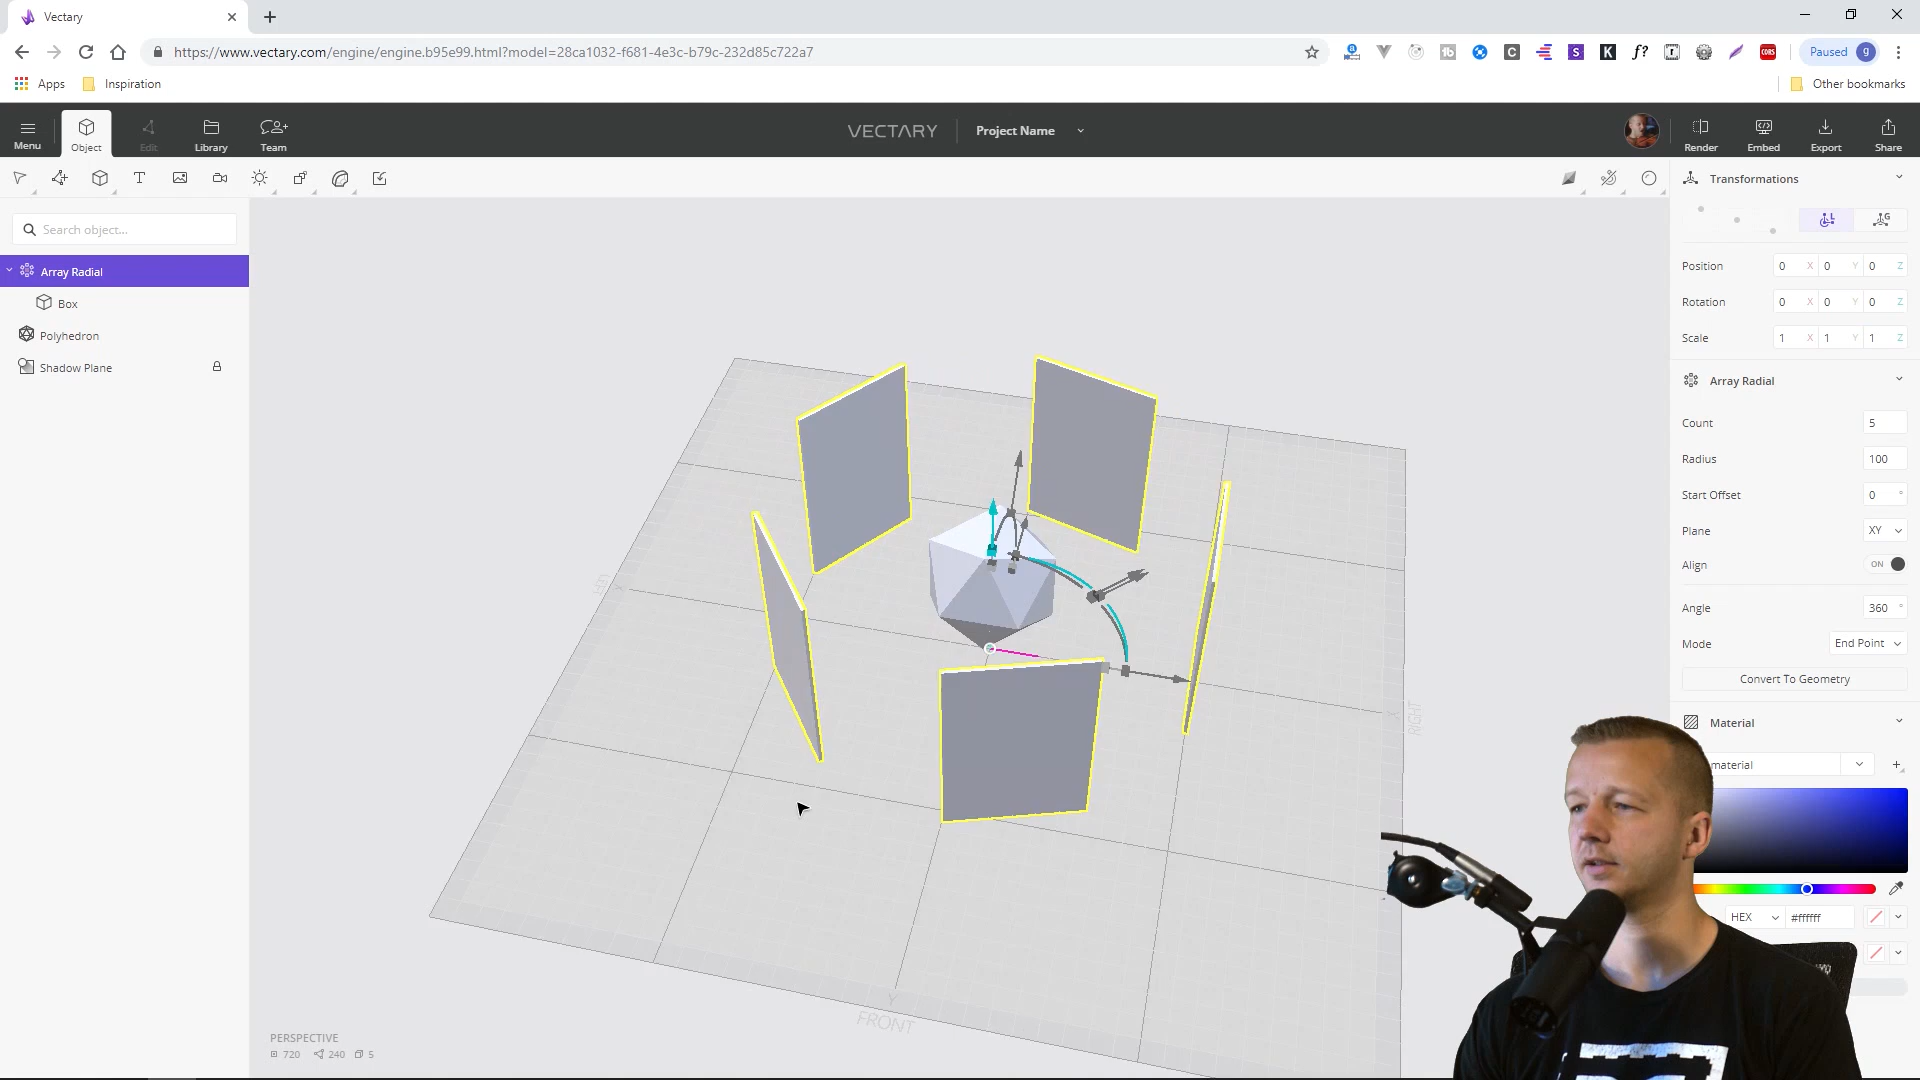 Vectary
https://www.vectary.com/engine/engine.b95e99.html?model=28ca1032-f681-4e3c-b79c-232d85c722a7
Paused g
Apps Inspiration Other bookmarks
Menu Object Edit Library Team
VECTARY Project Name
Render Embed Export Share
T
Search object...
Array Radial
Box
Polyhedron
Shadow Plane
Transformations
L G
Position 0 X 0 Y 0 Z
Rotation 0 X 0 Y 0 Z
Scale 1 X 1 Y 1 Z
Array Radial
Count 5
Radius 100
Start Offset 0 °
Plane XY
Align ON
Angle 360 °
Mode End Point
Convert To Geometry
Material
material
HEX #ffffff
RIGHT
Y
FRONT
PERSPECTIVE
720 240 5